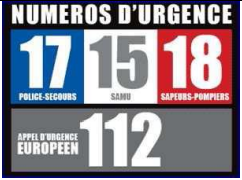 NUMEROS D'URGENCE
17 15 18
POLICE-SECOURS SAMU SAPEURS-POMPIERS
APPEL D'URGENCE
EUROPEEN 112